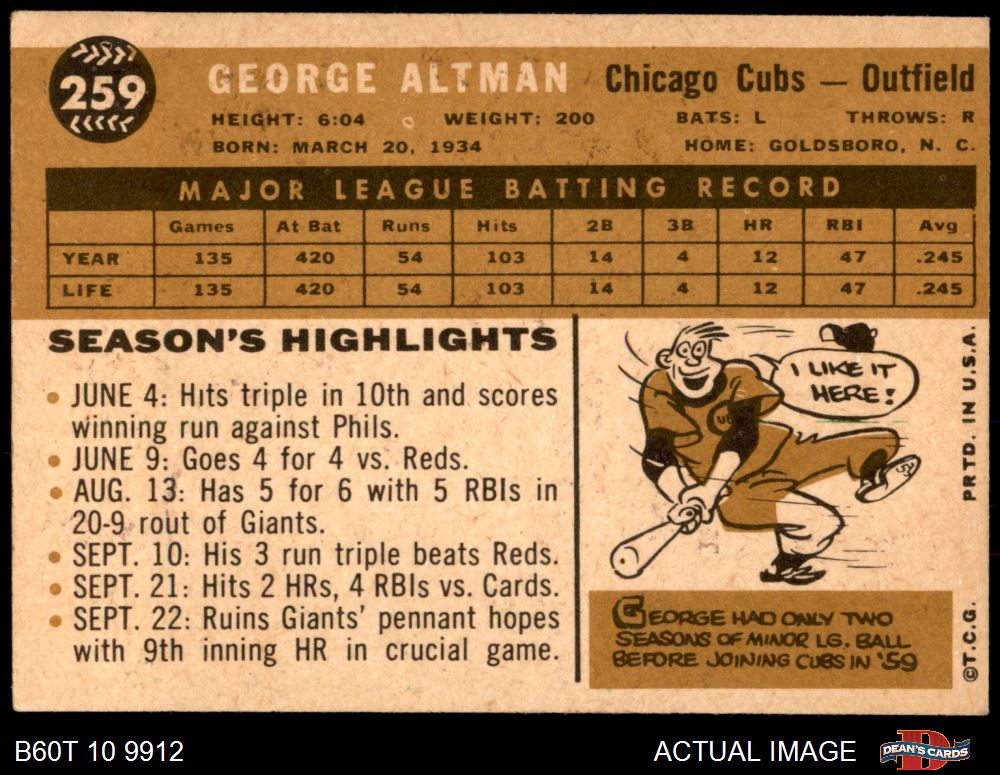 259
GEORGE ALTMAN Chicago Cubs — Outfield
HEIGHT: 6:04 WEIGHT: 200 BATS: L THROWS: R
BORN: MARCH 20, 1934 HOME: GOLDSBORO, N. C.
MAJOR LEAGUE BATTING RECORD
Games At Bat Runs Hits 2B 3B HR RBI Avg
YEAR 135 420 54 103 14 4 12 47 .245
LIFE 135 420 54 103 14 4 12 47 .245
SEASON'S HIGHLIGHTS
• JUNE 4: Hits triple in 10th and scores
winning run against Phils.
• JUNE 9: Goes 4 for 4 vs. Reds.
• AUG. 13: Has 5 for 6 with 5 RBIs in
20-9 rout of Giants.
• SEPT. 10: His 3 run triple beats Reds.
• SEPT. 21: Hits 2 HRs, 4 RBIs vs. Cards.
• SEPT. 22: Ruins Giants' pennant hopes
with 9th inning HR in crucial game.
I LIKE IT
HERE!
GEORGE HAD ONLY TWO
SEASONS OF MINOR LG. BALL
BEFORE JOINING CUBS IN '59
PRTD. IN U.S.A.
©T.C.G.
B60T 10 9912 ACTUAL IMAGE DEAN'S CARDS